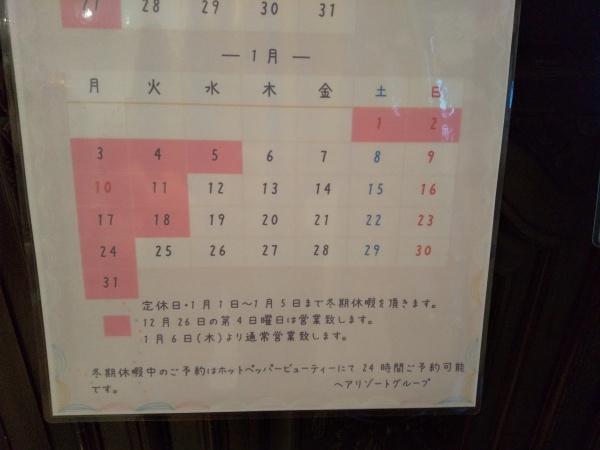 27 28 29 30 31
— 1月 —
月 火 水 木 金 土 日
1 2
3 4 5 6 7 8 9
10 11 12 13 14 15 16
17 18 19 20 21 22 23
24 25 26 27 28 29 30
31
定休日・1月1日～1月5日まで冬期休暇を頂きます。
12月26日の第4日曜日は営業致します。
1月6日(木)より通常営業致します。
冬期休暇中のご予約はホットペッパービューティーにて 24 時間ご予約可能
です。 ヘアリゾートグループ